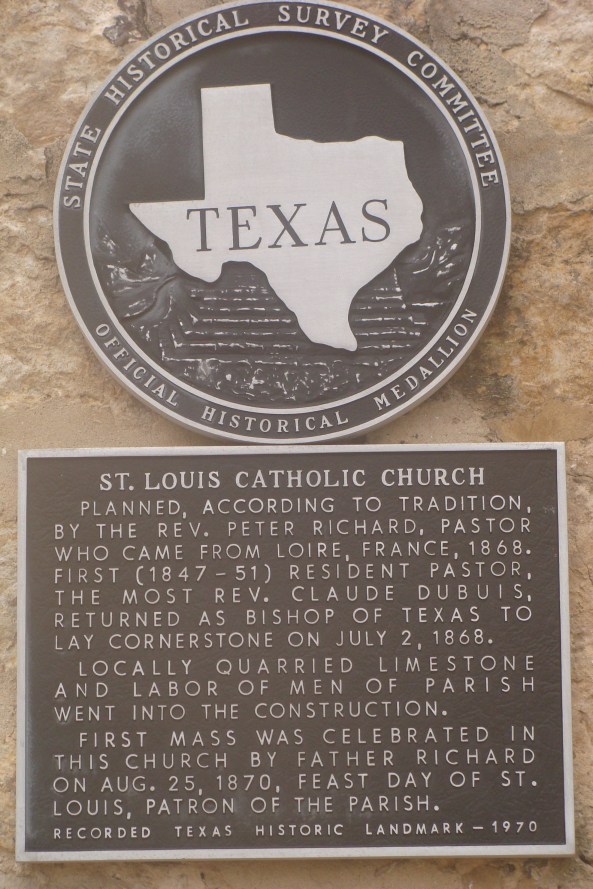 STATE HISTORICAL SURVEY COMMITTEE
TEXAS
OFFICIAL HISTORICAL MEDALLION
ST. LOUIS CATHOLIC CHURCH
PLANNED, ACCORDING TO TRADITION,
BY THE REV. PETER RICHARD, PASTOR
WHO CAME FROM LOIRE, FRANCE, 1868.
FIRST (1847-51) RESIDENT PASTOR,
THE MOST REV. CLAUDE DUBUIS,
RETURNED AS BISHOP OF TEXAS TO
LAY CORNERSTONE ON JULY 2, 1868.
LOCALLY QUARRIED LIMESTONE
AND LABOR OF MEN OF PARISH
WENT INTO THE CONSTRUCTION.
FIRST MASS WAS CELEBRATED IN
THIS CHURCH BY FATHER RICHARD
ON AUG. 25, 1870, FEAST DAY OF ST.
LOUIS, PATRON OF THE PARISH.
RECORDED TEXAS HISTORIC LANDMARK - 1970